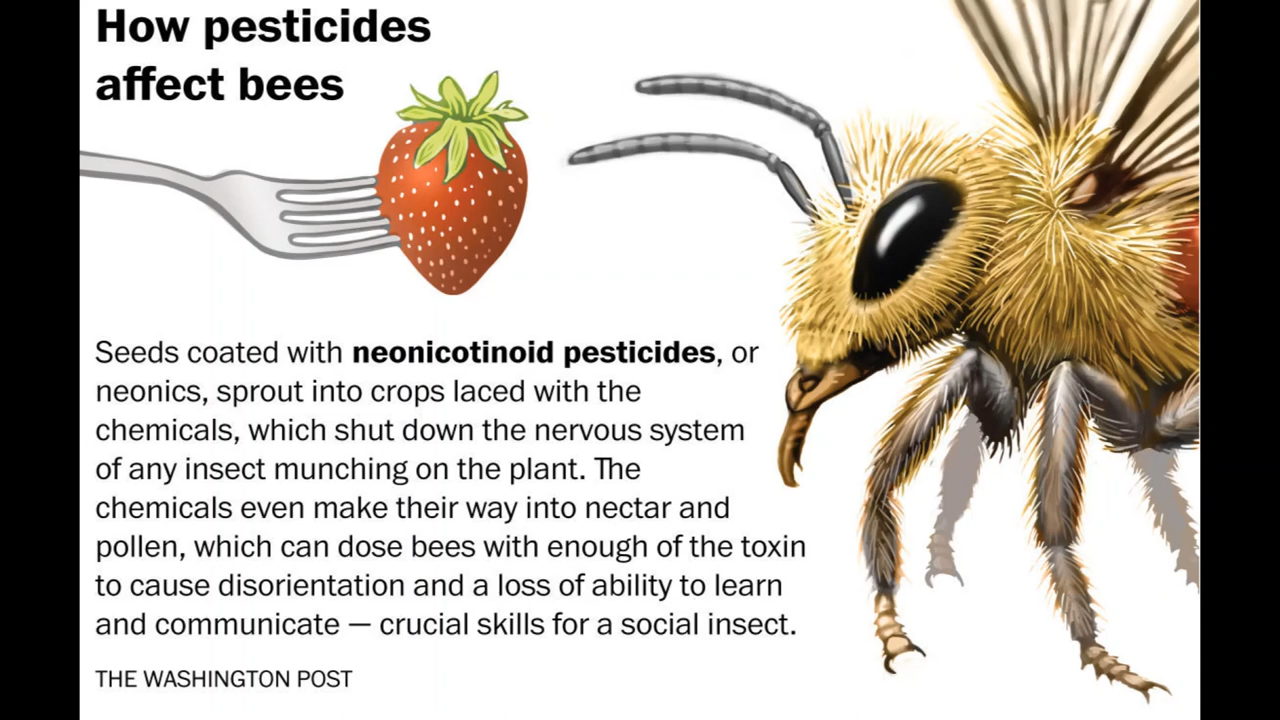 How pesticides
affect bees
Seeds coated with neonicotinoid pesticides, or
neonics, sprout into crops laced with the
chemicals, which shut down the nervous system
of any insect munching on the plant. The
chemicals even make their way into nectar and
pollen, which can dose bees with enough of the toxin
to cause disorientation and a loss of ability to learn
and communicate — crucial skills for a social insect.
THE WASHINGTON POST